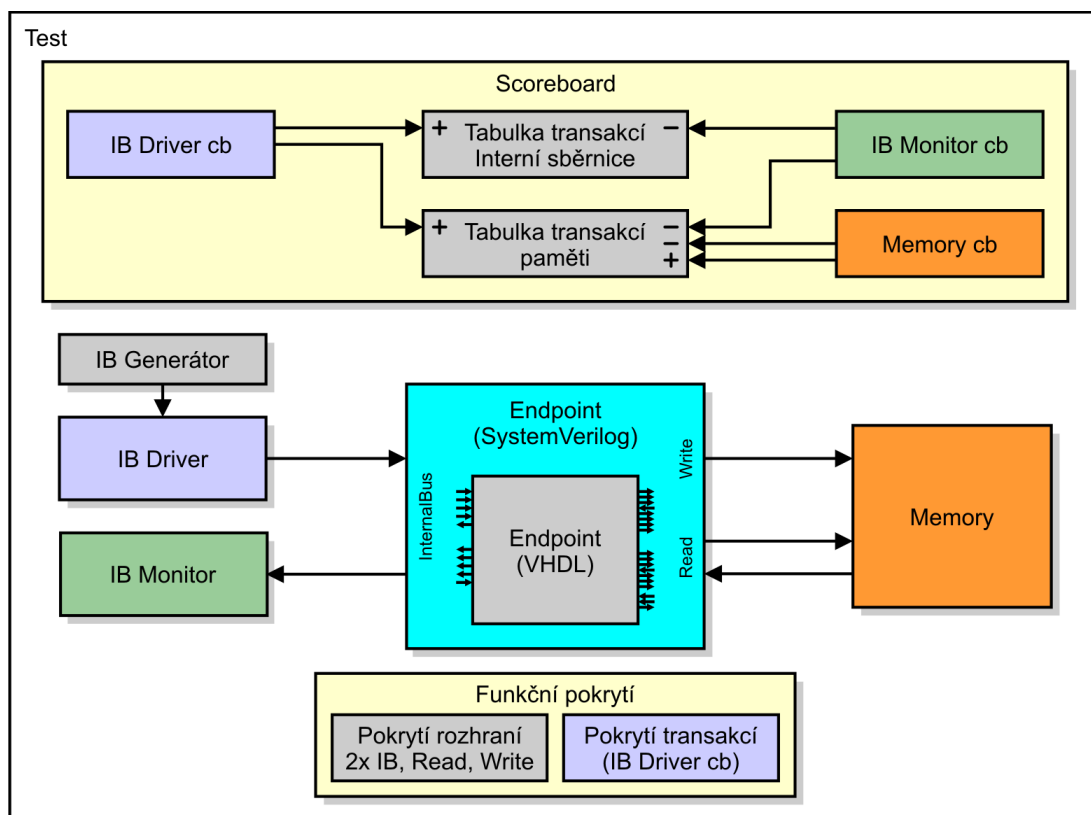 Test
Scoreboard
IB Driver cb
+ Tabulka transakcí −
Interní sběrnice
IB Monitor cb
+ Tabulka transakcí −
paměti −
+
Memory cb
IB Generátor
IB Driver
IB Monitor
Endpoint
(SystemVerilog)
InternalBus
Endpoint
(VHDL)
Write
Read
Memory
Funkční pokrytí
Pokrytí rozhraní
2x IB, Read, Write
Pokrytí transakcí
(IB Driver cb)